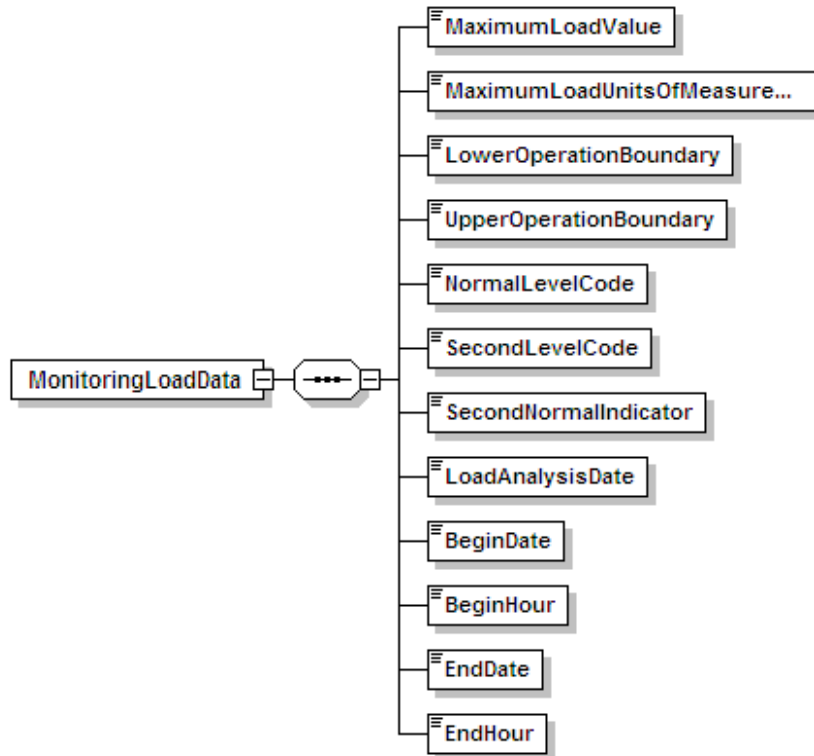 MaximumLoadValue
MaximumLoadUnitsOfMeasure...
LowerOperationBoundary
UpperOperationBoundary
NormalLevelCode
SecondLevelCode
MonitoringLoadData
SecondNormalIndicator
LoadAnalysisDate
BeginDate
BeginHour
EndDate
EndHour